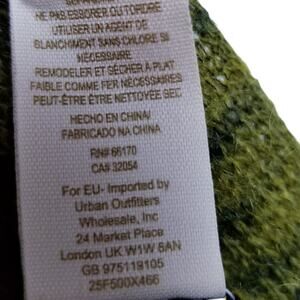 NE PAS ESSORER OU TORDRE
UTILISER UN AGENT DE
BLANCHIMENT SANS CHLORE SI
NÉCESSAIRE
REMODELER ET SÉCHER À PLAT
FAIBLE COMME FER NÉCESSAIRES
PEUT-ÊTRE ÊTRE NETTOYÉE SEC
HECHO EN CHINA/
FABRICADO NA CHINA
RN# 66170
CA# 32054
For EU- Imported by
Urban Outfitters
Wholesale, Inc
24 Market Place
London UK W1W 8AN
GB 975119105
25F500X466